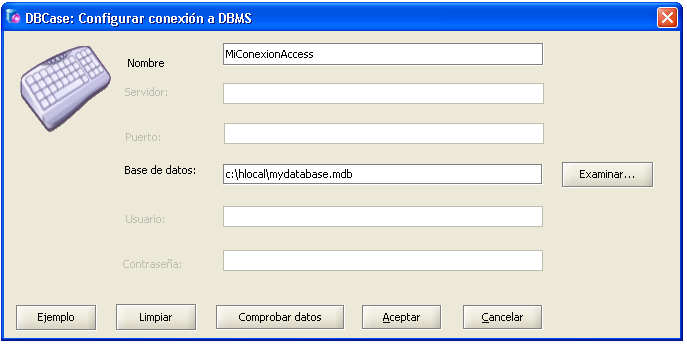 DBCase: Configurar conexión a DBMS
Nombre MiConexionAccess
Servidor:
Puerto:
Base de datos: c:\hlocal\mydatabase.mdb Examinar...
Usuario:
Contraseña:
Ejemplo Limpiar Comprobar datos Aceptar Cancelar